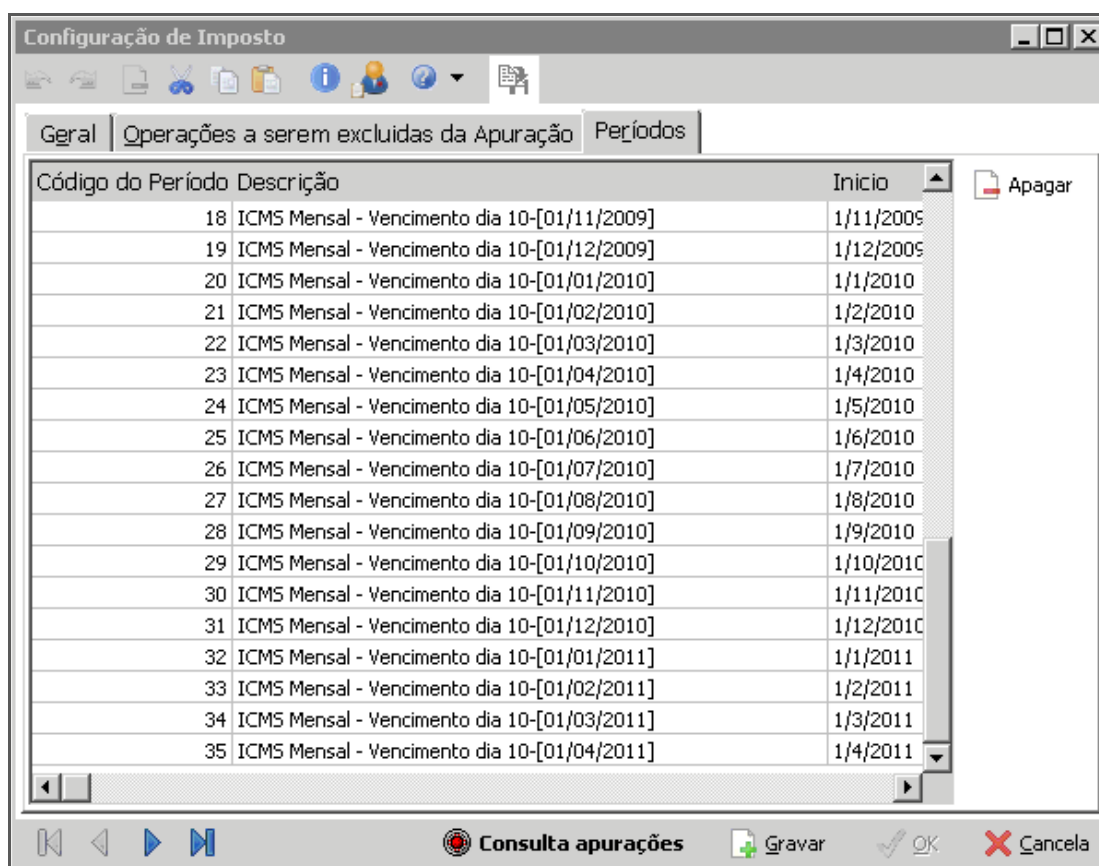 Configuração de Imposto
Geral Operações a serem excluidas da Apuração Períodos
Código do Período Descrição Inicio
Apagar
18 ICMS Mensal - Vencimento dia 10-[01/11/2009] 1/11/2009
19 ICMS Mensal - Vencimento dia 10-[01/12/2009] 1/12/2009
20 ICMS Mensal - Vencimento dia 10-[01/01/2010] 1/1/2010
21 ICMS Mensal - Vencimento dia 10-[01/02/2010] 1/2/2010
22 ICMS Mensal - Vencimento dia 10-[01/03/2010] 1/3/2010
23 ICMS Mensal - Vencimento dia 10-[01/04/2010] 1/4/2010
24 ICMS Mensal - Vencimento dia 10-[01/05/2010] 1/5/2010
25 ICMS Mensal - Vencimento dia 10-[01/06/2010] 1/6/2010
26 ICMS Mensal - Vencimento dia 10-[01/07/2010] 1/7/2010
27 ICMS Mensal - Vencimento dia 10-[01/08/2010] 1/8/2010
28 ICMS Mensal - Vencimento dia 10-[01/09/2010] 1/9/2010
29 ICMS Mensal - Vencimento dia 10-[01/10/2010] 1/10/2010
30 ICMS Mensal - Vencimento dia 10-[01/11/2010] 1/11/2010
31 ICMS Mensal - Vencimento dia 10-[01/12/2010] 1/12/2010
32 ICMS Mensal - Vencimento dia 10-[01/01/2011] 1/1/2011
33 ICMS Mensal - Vencimento dia 10-[01/02/2011] 1/2/2011
34 ICMS Mensal - Vencimento dia 10-[01/03/2011] 1/3/2011
35 ICMS Mensal - Vencimento dia 10-[01/04/2011] 1/4/2011
Consulta apurações Gravar OK Cancela